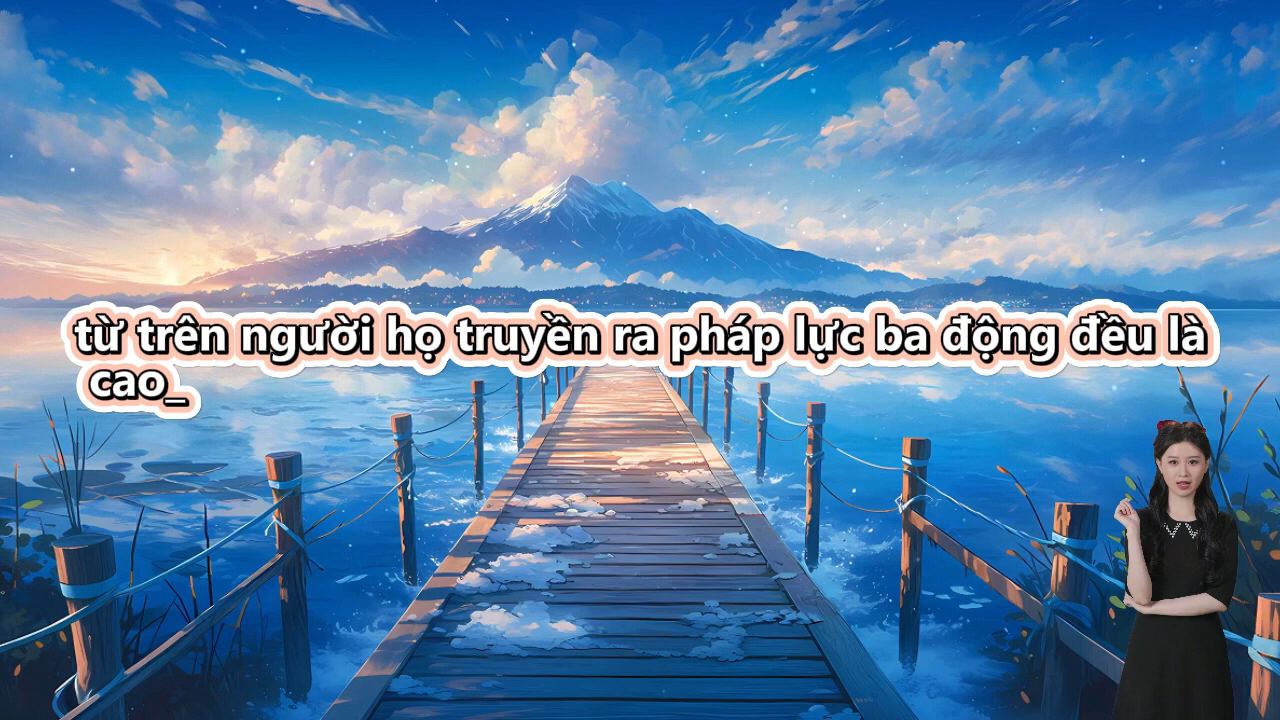 từ trên người họ truyền ra pháp lực ba động đều là
cao_